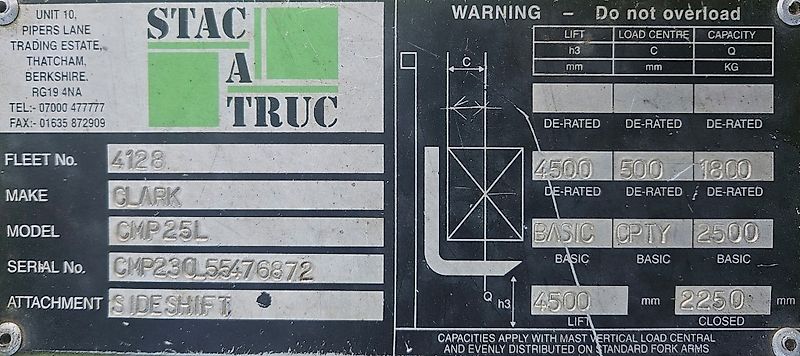 UNIT 10,
PIPERS LANE
TRADING ESTATE,
THATCHAM,
BERKSHIRE.
RG19 4NA
TEL:- 07000 477777
FAX:- 01635 872909
STAC
A
TRUC
FLEET No. 4128
MAKE CLARK
MODEL CMP25L
SERIAL No. CMP230L55476872
ATTACHMENT SIDESHIFT
WARNING – Do not overload
LIFT LOAD CENTRE CAPACITY
h3 C Q
mm mm KG
DE-RATED DE-RATED DE-RATED
4500 500 1800
DE-RATED DE-RATED DE-RATED
BASIC CPTY 2500
BASIC BASIC BASIC
4500 mm 2250 mm
LIFT CLOSED
C
Q
h3
CAPACITIES APPLY WITH MAST VERTICAL LOAD CENTRAL
AND EVENLY DISTRIBUTED ON STANDARD FORK ARMS